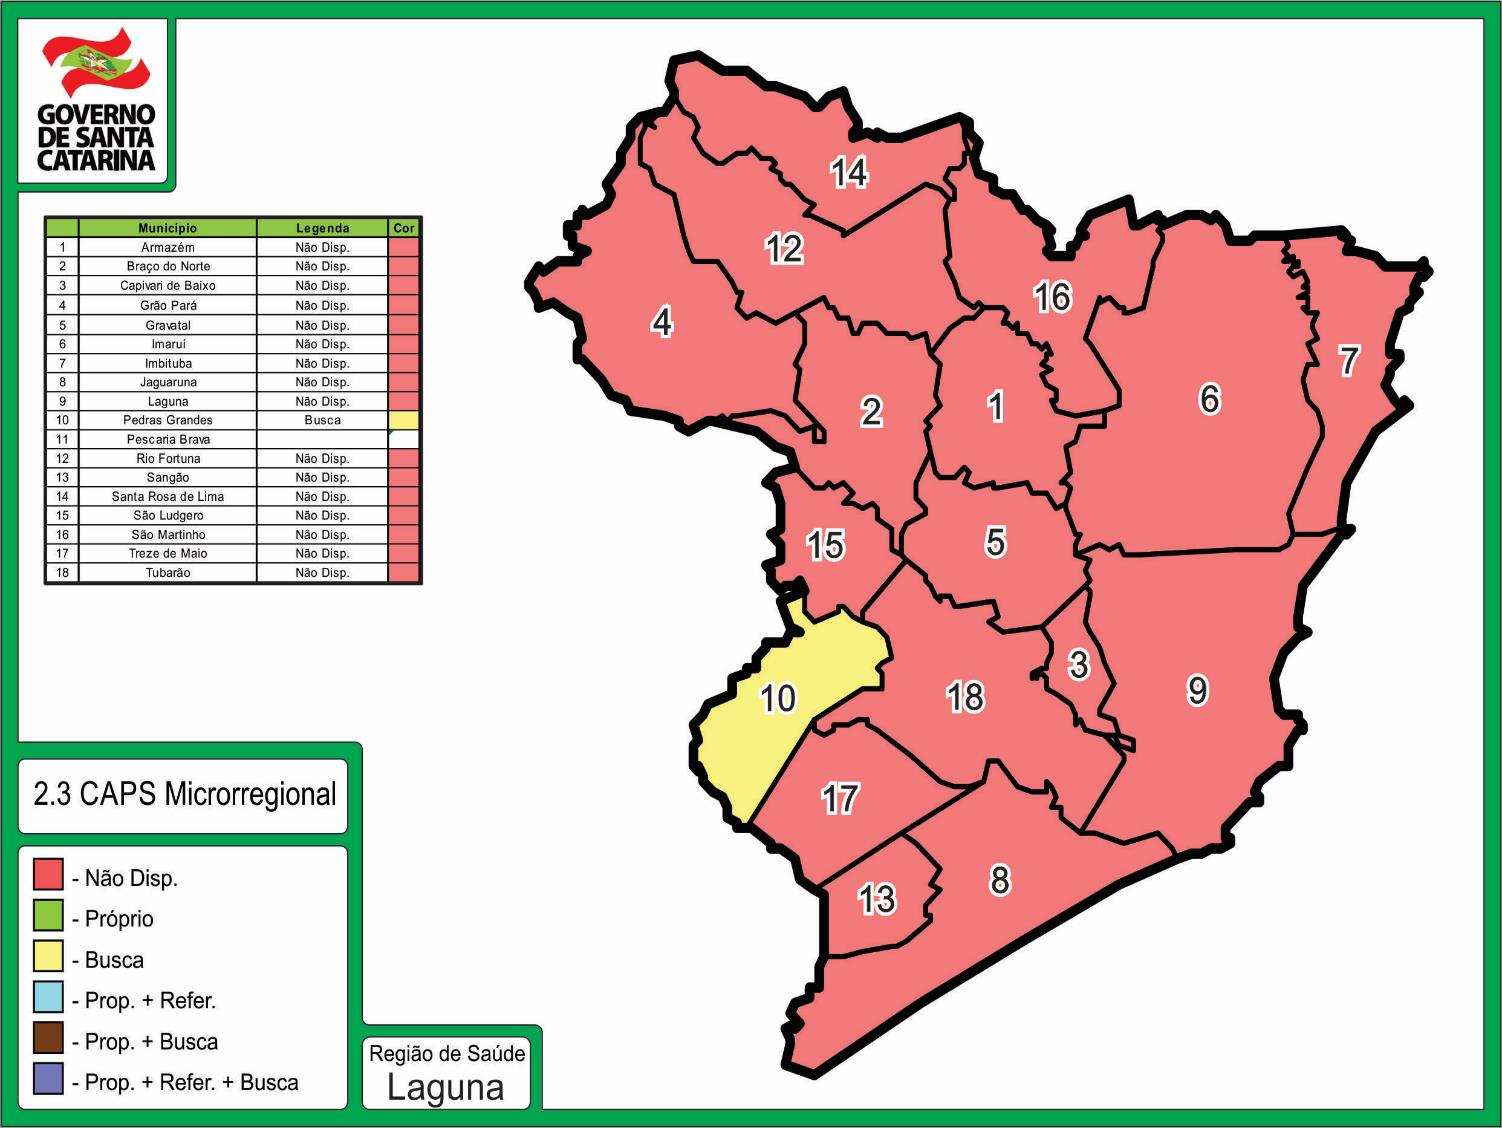 GOVERNO
DE SANTA
CATARINA
Município Legenda Cor
1 Armazém Não Disp.
2 Braço do Norte Não Disp.
3 Capivari de Baixo Não Disp.
4 Grão Pará Não Disp.
5 Gravatal Não Disp.
6 Imaruí Não Disp.
7 Imbituba Não Disp.
8 Jaguaruna Não Disp.
9 Laguna Não Disp.
10 Pedras Grandes Busca
11 Pescaria Brava
12 Rio Fortuna Não Disp.
13 Sangão Não Disp.
14 Santa Rosa de Lima Não Disp.
15 São Ludgero Não Disp.
16 São Martinho Não Disp.
17 Treze de Maio Não Disp.
18 Tubarão Não Disp.
14
12
16
4
7
6
2
1
15
5
3
10
18
9
17
8
13
2.3 CAPS Microrregional
- Não Disp.
- Próprio
- Busca
- Prop. + Refer.
- Prop. + Busca
- Prop. + Refer. + Busca
Região de Saúde
Laguna